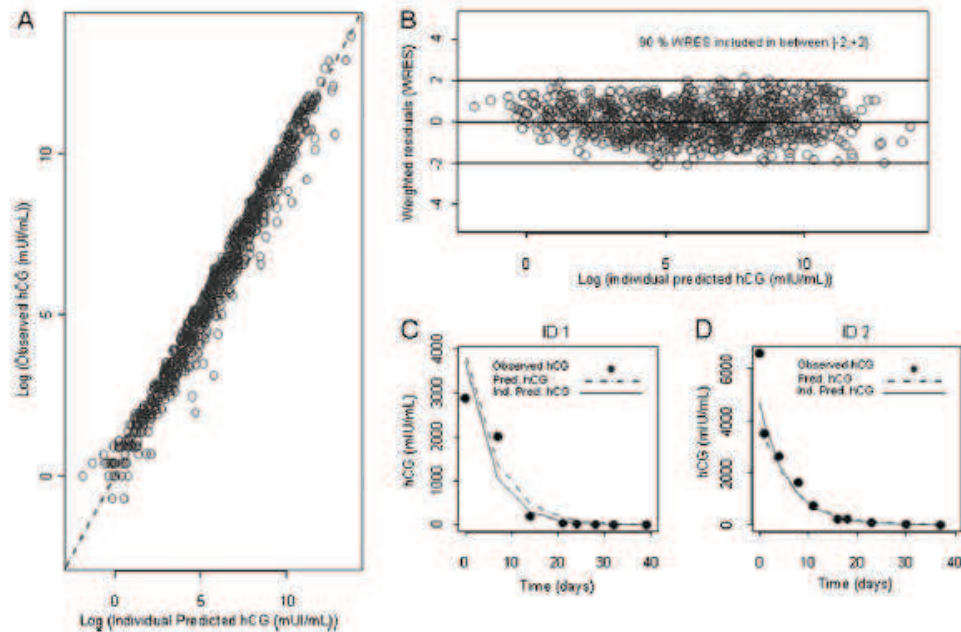 A
Log (Observed hCG (mUI/mL))
10
5
0
0 5 10
Log (Individual Predicted hCG (mUI/mL))
B
90 % WRES included in between [-2;+2]
Weighted residuals (WRES)
4
2
0
-2
-4
0 5 10
Log (individual predicted hCG (mIU/mL))
C
ID 1
Observed hCG
Pred. hCG
Ind. Pred. hCG
hCG (mIU/mL)
4000
3000
2000
1000
0
0 10 20 30 40
Time (days)
D
ID 2
Observed hCG
Pred. hCG
Ind. Pred. hCG
hCG (mIU/mL)
6000
4000
2000
0
0 10 20 30 40
Time (days)